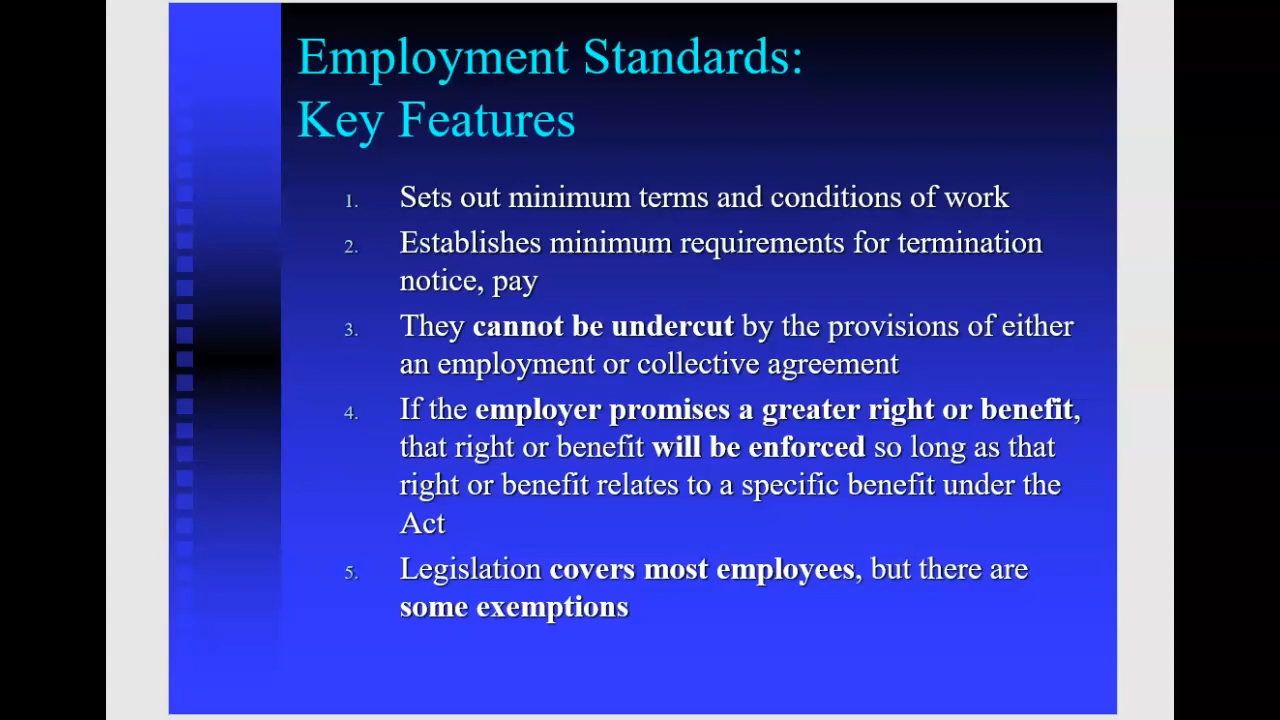 Employment Standards:
Key Features
1. Sets out minimum terms and conditions of work
2. Establishes minimum requirements for termination
notice, pay
3. They cannot be undercut by the provisions of either
an employment or collective agreement
4. If the employer promises a greater right or benefit,
that right or benefit will be enforced so long as that
right or benefit relates to a specific benefit under the
Act
5. Legislation covers most employees, but there are
some exemptions